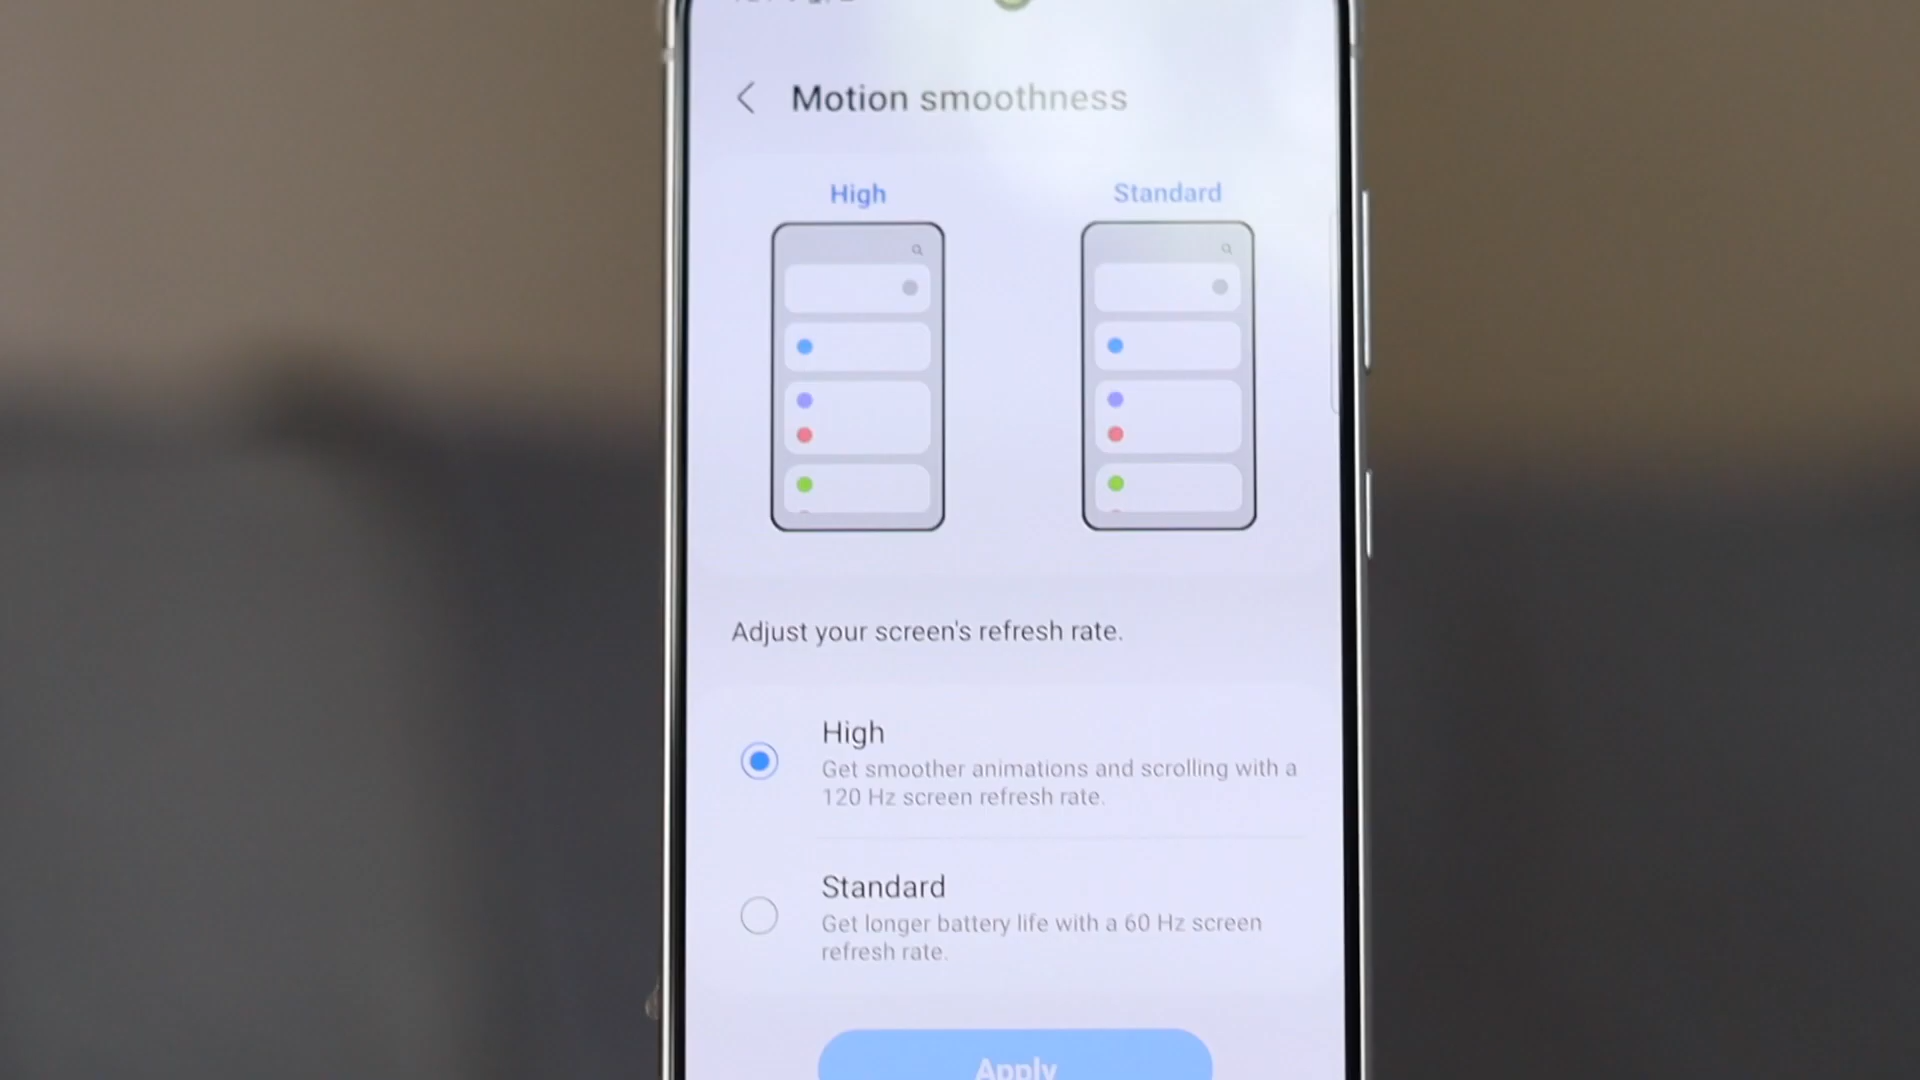 Motion smoothness
High
Standard
Adjust your screen's refresh rate.
High
Get smoother animations and scrolling with a
120 Hz screen refresh rate.
Standard
Get longer battery life with a 60 Hz screen
refresh rate.
Apply